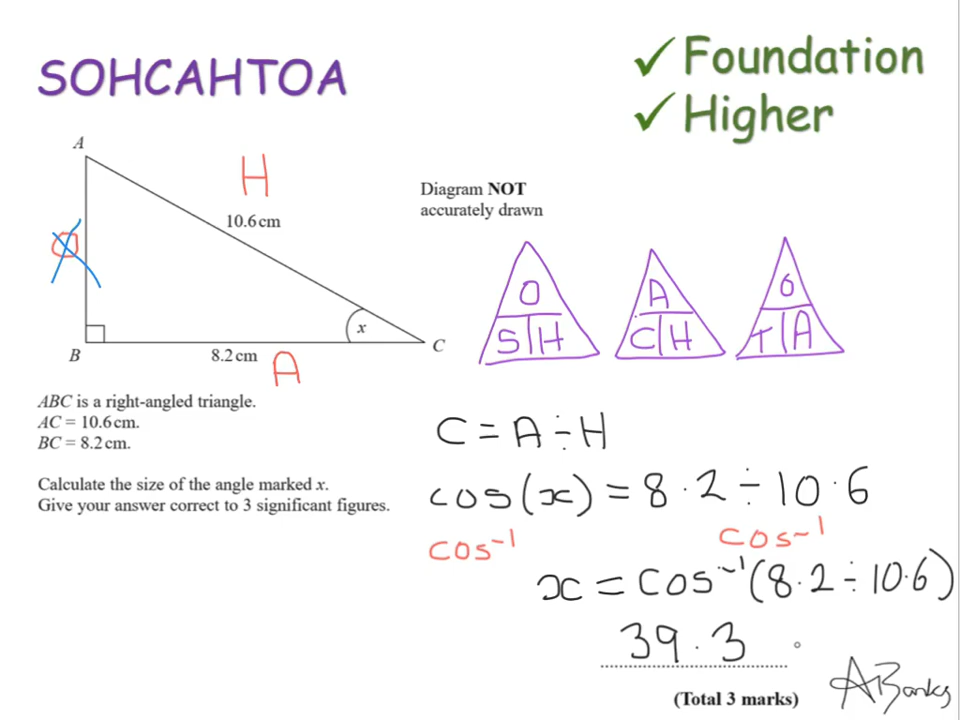 SOHCAHTOA
✓ Foundation
✓ Higher
A
H
10.6 cm
Diagram NOT
accurately drawn
O
x
B
8.2 cm
C
A
O
S H
A
C H
O
T A
ABC is a right-angled triangle.
AC = 10.6 cm.
BC = 8.2 cm.
Calculate the size of the angle marked x.
Give your answer correct to 3 significant figures.
C = A ÷ H
cos(x) = 8.2 ÷ 10.6
cos⁻¹ cos⁻¹
x = cos⁻¹(8.2 ÷ 10.6)
39.3 °
(Total 3 marks)
A Banks